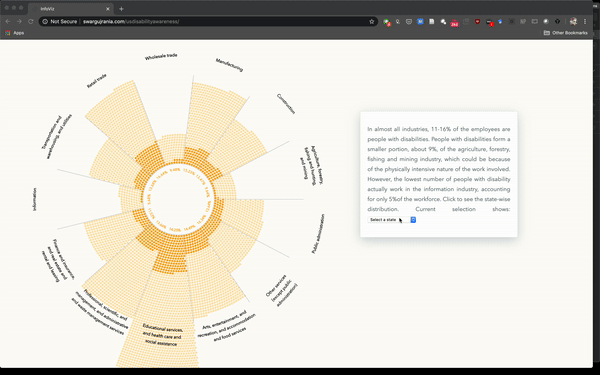 InfoViz
Not Secure | swargujrania.com/usdisabilityawareness/
Apps
Other Bookmarks
Wholesale trade
Manufacturing
Retail trade
Construction
Transportation and
warehousing, and utilities
Agriculture, forestry,
fishing and hunting,
and mining
Information
Public administration
Finance and insurance,
and real estate and
rental and leasing
Other services
(except public
administration)
Professional, scientific, and
management, and administrative
and waste management services
Educational services,
and health care and
social assistance
Arts, entertainment, and
recreation, and accommodation
and food services
In almost all industries, 11-16% of the employees are
people with disabilities. People with disabilities form a
smaller portion, about 9%, of the agriculture, forestry,
fishing and mining industry, which could be because
of the physically intensive nature of the work involved.
However, the lowest number of people with disability
actually work in the information industry, accounting
for only 5%of the workforce. Click to see the state-wise
distribution. Current selection shows:
Select a state